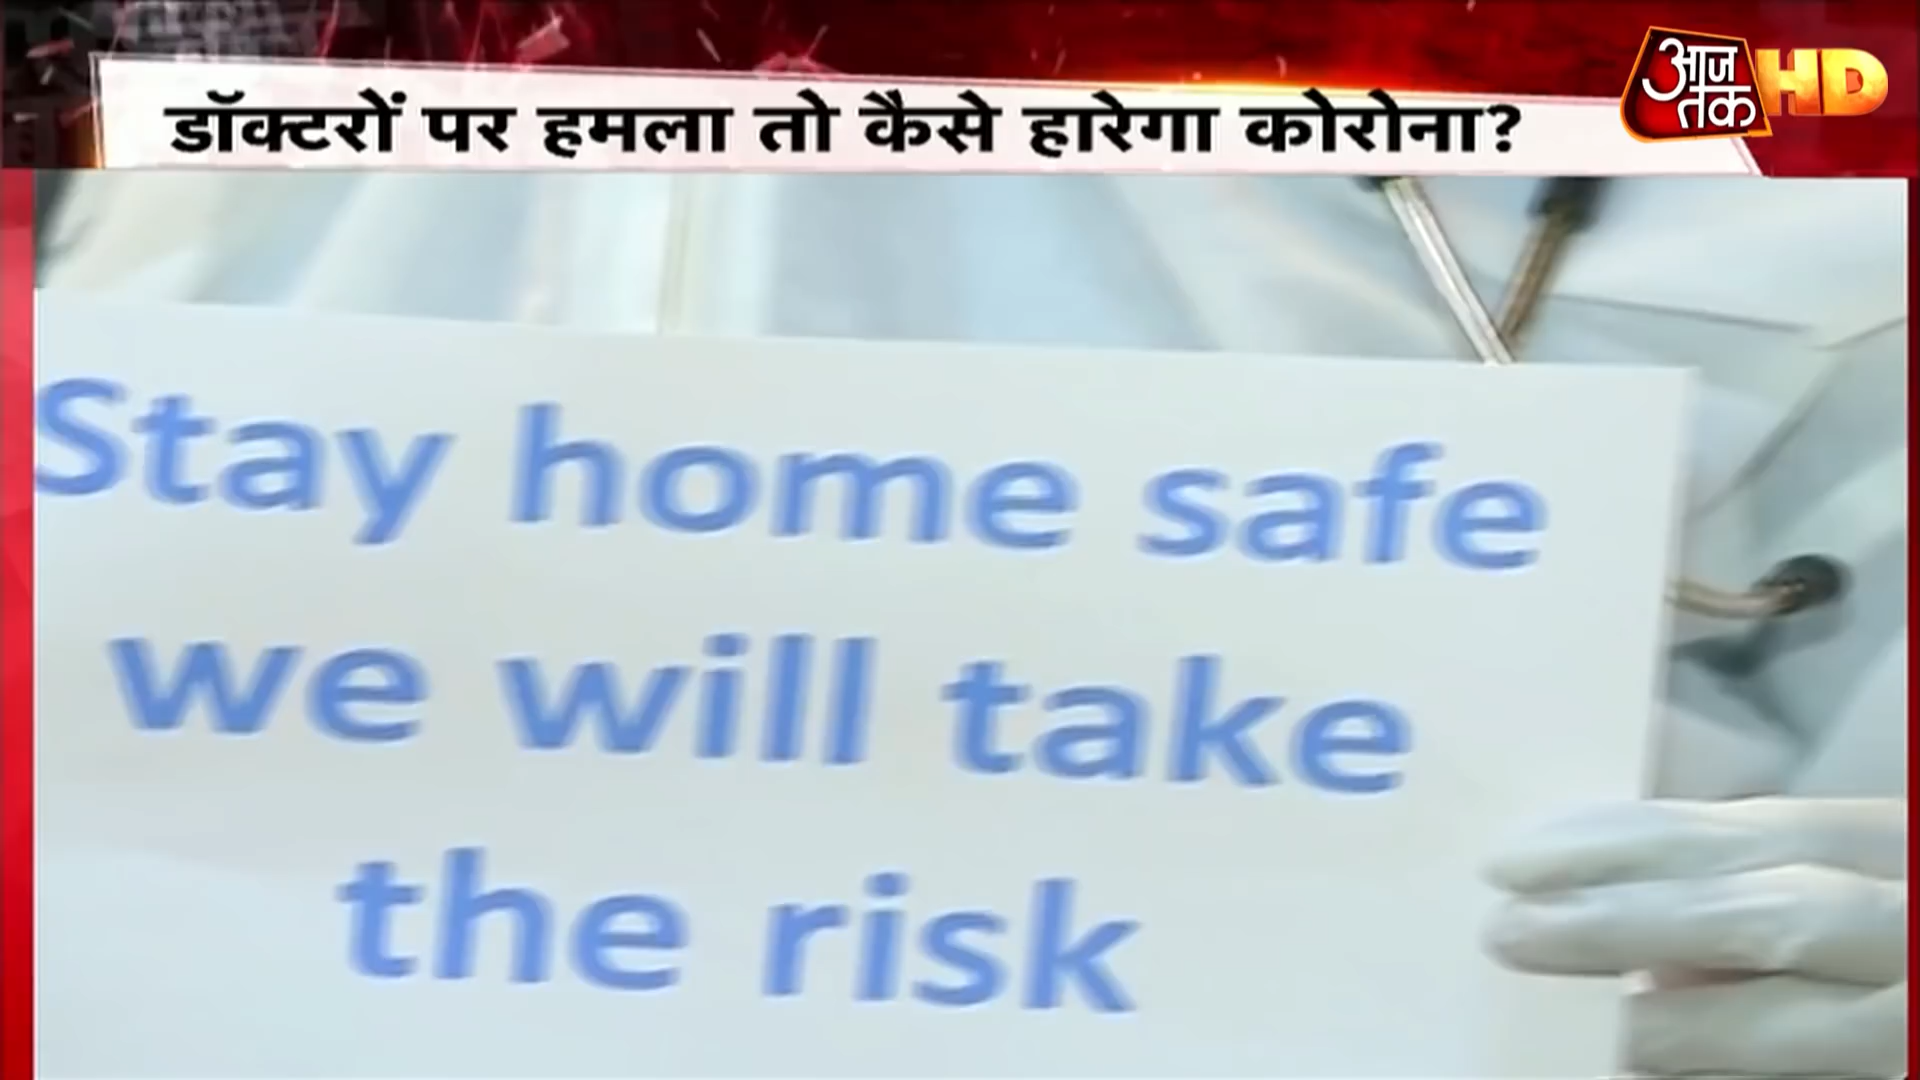 डॉक्टरों पर हमला तो कैसे हारेगा कोरोना?
आज
तक HD
Stay home safe
we will take
the risk